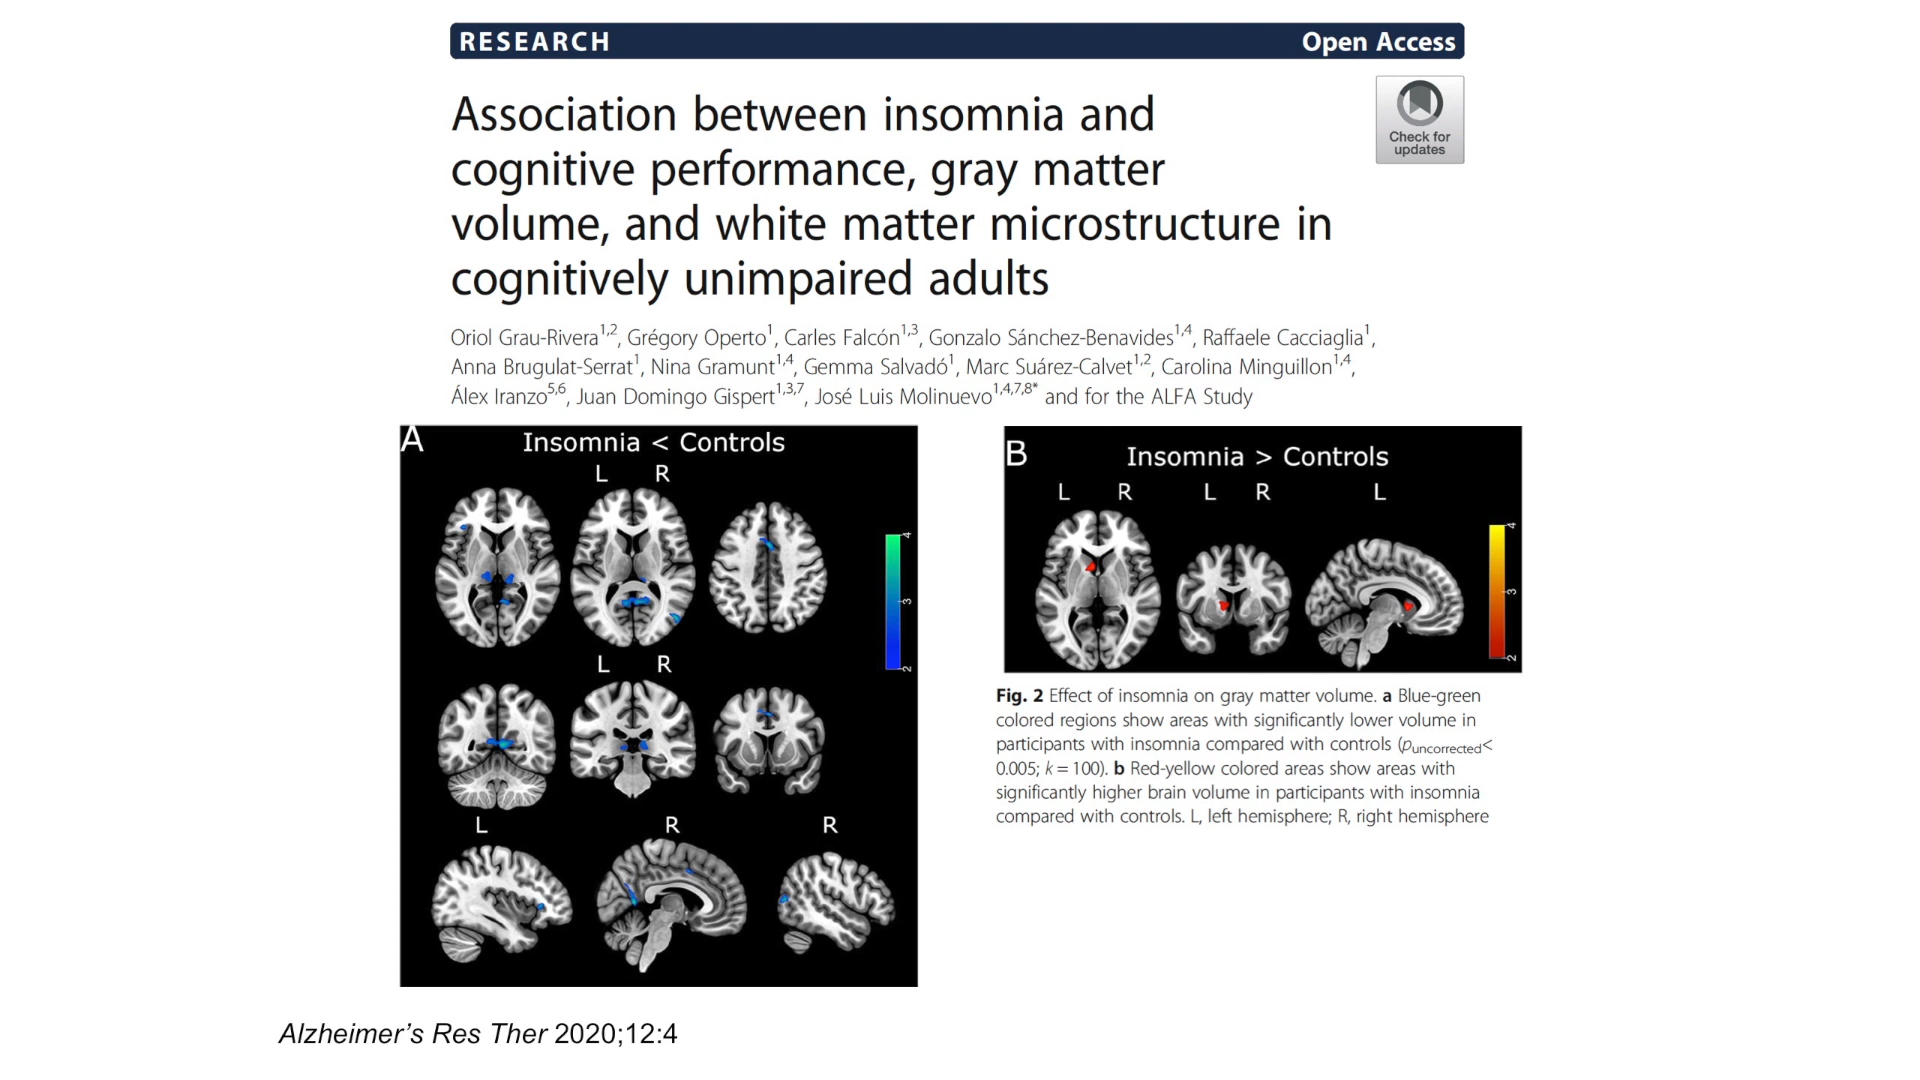 RESEARCH Open Access
Check for
updates
Association between insomnia and
cognitive performance, gray matter
volume, and white matter microstructure in
cognitively unimpaired adults
Oriol Grau-Rivera1,2, Grégory Operto1, Carles Falcón1,3, Gonzalo Sánchez-Benavides1,4, Raffaele Cacciaglia1,
Anna Brugulat-Serrat1, Nina Gramunt1,4, Gemma Salvadó1, Marc Suárez-Calvet1,2, Carolina Minguillon1,4,
Álex Iranzo5,6, Juan Domingo Gispert1,3,7, José Luis Molinuevo1,4,7,8* and for the ALFA Study
A Insomnia < Controls
L R
4
3
2
L R
L R R
B Insomnia > Controls
L R L R L
4
3
2
Fig. 2 Effect of insomnia on gray matter volume. a Blue-green
colored regions show areas with significantly lower volume in
participants with insomnia compared with controls (puncorrected<
0.005; k = 100). b Red-yellow colored areas show areas with
significantly higher brain volume in participants with insomnia
compared with controls. L, left hemisphere; R, right hemisphere
Alzheimer's Res Ther 2020;12:4